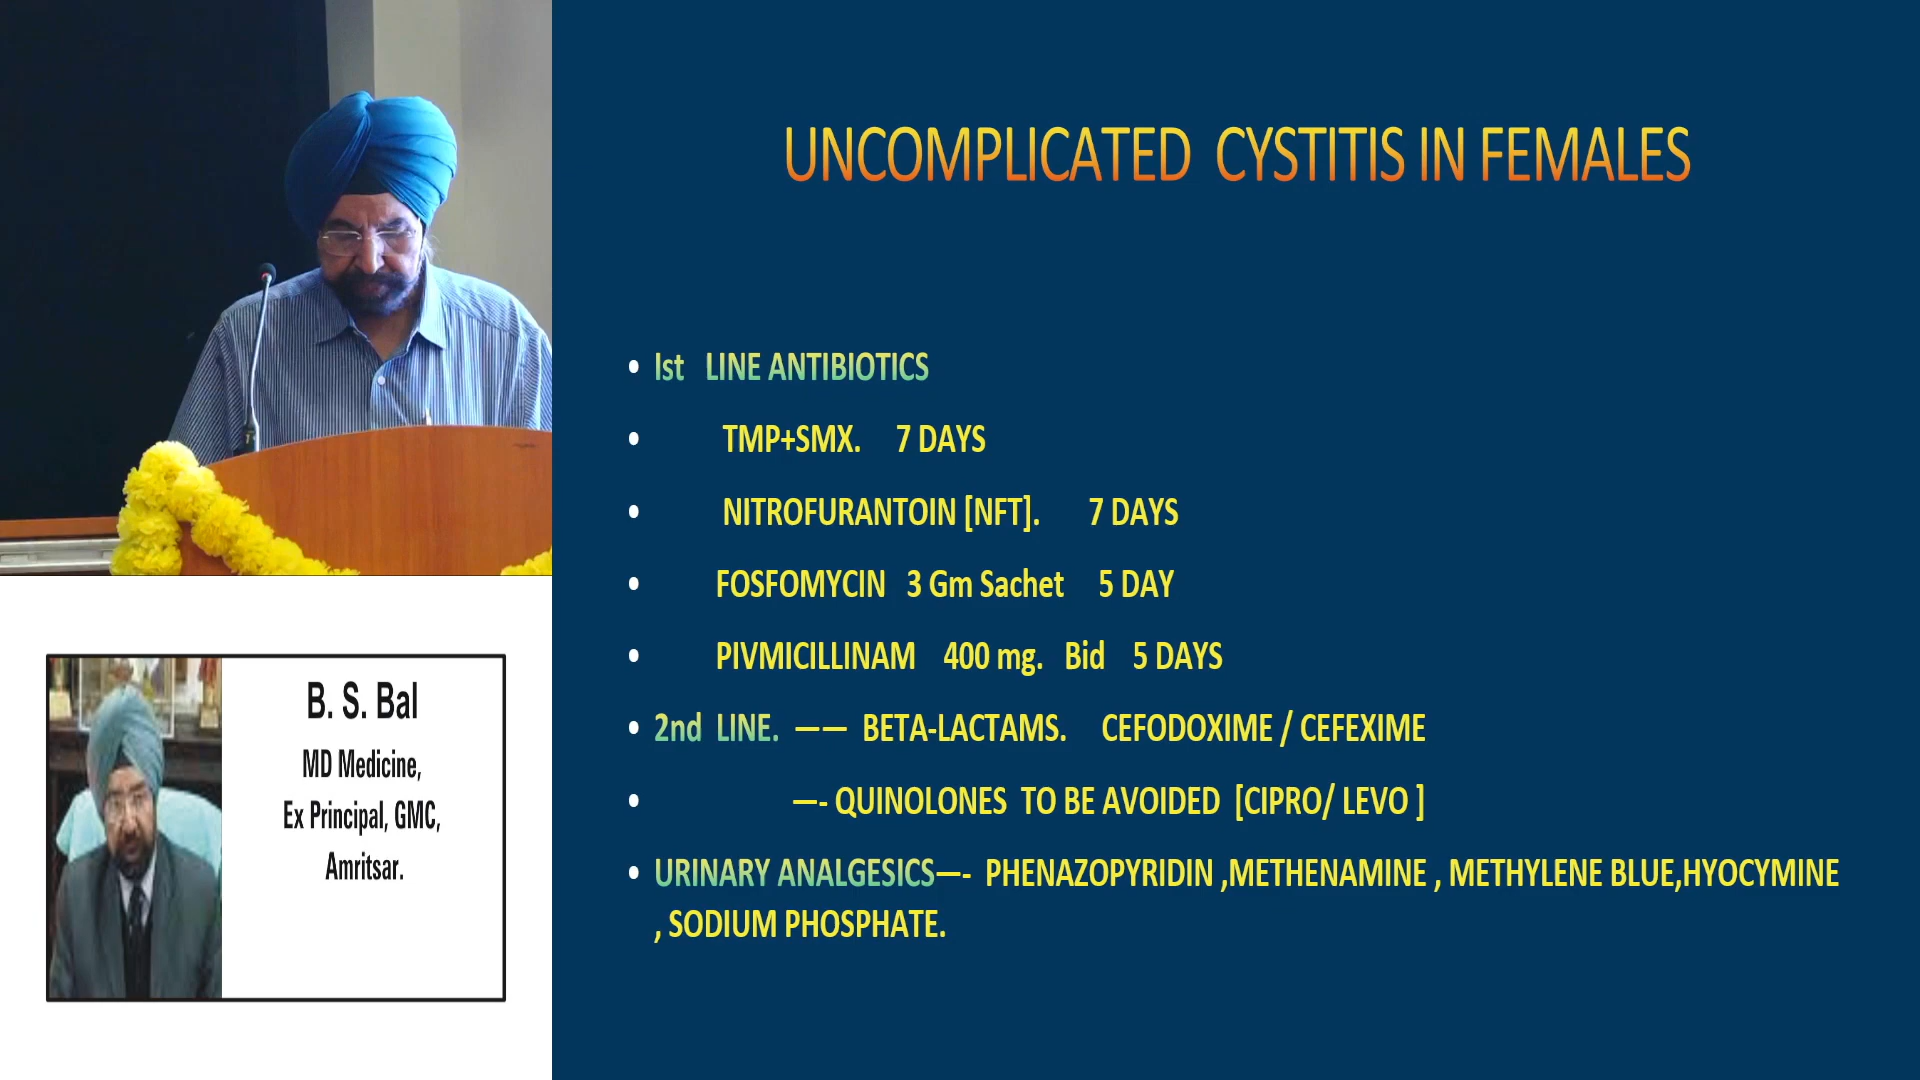 UNCOMPLICATED CYSTITIS IN FEMALES
• Ist LINE ANTIBIOTICS
• TMP+SMX. 7 DAYS
• NITROFURANTOIN [NFT]. 7 DAYS
• FOSFOMYCIN 3 Gm Sachet 5 DAY
• PIVMICILLINAM 400 mg. Bid 5 DAYS
• 2nd LINE. —— BETA-LACTAMS. CEFODOXIME / CEFEXIME
• —- QUINOLONES TO BE AVOIDED [CIPRO/ LEVO ]
• URINARY ANALGESICS—- PHENAZOPYRIDIN ,METHENAMINE , METHYLENE BLUE,HYOCYMINE
, SODIUM PHOSPHATE.
B. S. Bal
MD Medicine,
Ex Principal, GMC,
Amritsar.